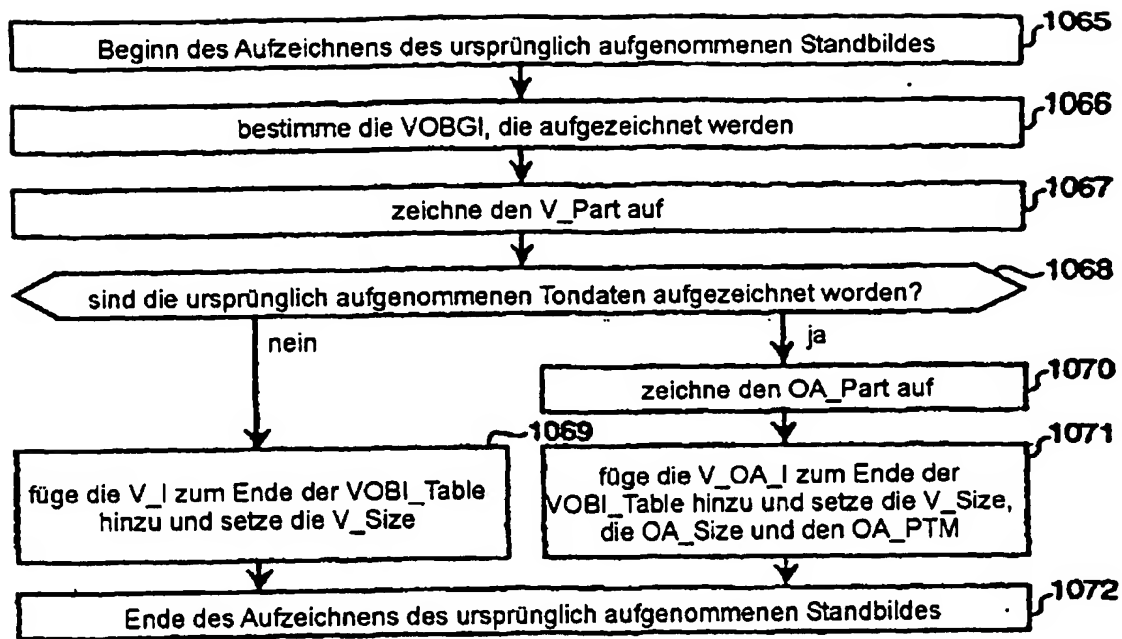 1065
Beginn des Aufzeichnens des ursprünglich aufgenommenen Standbildes
1066
bestimme die VOBGI, die aufgezeichnet werden
1067
zeichne den V_Part auf
1068
sind die ursprünglich aufgenommenen Tondaten aufgezeichnet worden?
nein
ja
1070
zeichne den OA_Part auf
1069
füge die V_I zum Ende der VOBI_Table
hinzu und setze die V_Size
1071
füge die V_OA_I zum Ende der
VOBI_Table hinzu und setze die V_Size,
die OA_Size und den OA_PTM
1072
Ende des Aufzeichnens des ursprünglich aufgenommenen Standbildes